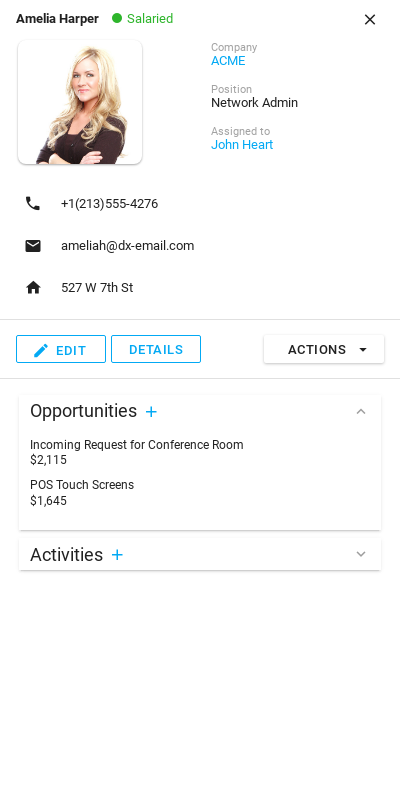 Amelia Harper Salaried
Company
ACME
Position
Network Admin
Assigned to
John Heart
+1(213)555-4276
ameliah@dx-email.com
527 W 7th St
EDIT DETAILS ACTIONS
Opportunities
Incoming Request for Conference Room
$2,115
POS Touch Screens
$1,645
Activities